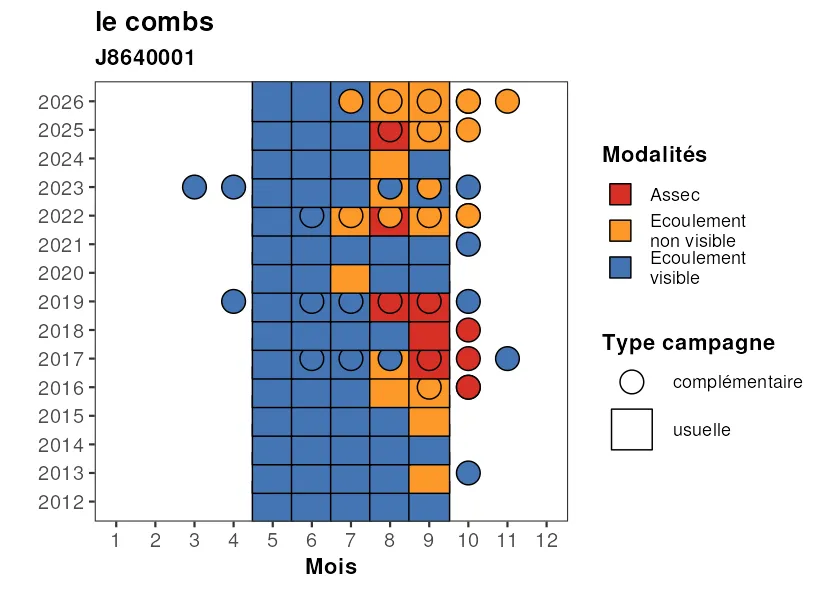 le combs
J8640001
2026
2025
2024
2023
2022
2021
2020
2019
2018
2017
2016
2015
2014
2013
2012
1 2 3 4 5 6 7 8 9 10 11 12
Mois
Modalités
Assec
Ecoulement
non visible
Ecoulement
visible
Type campagne
complémentaire
usuelle